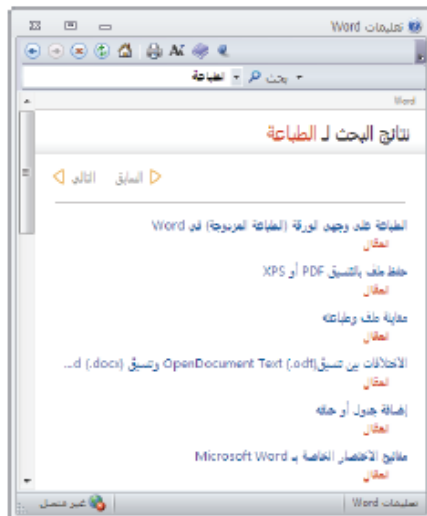 تعليمات Word
بحث الطباعة
Word
نتائج البحث لـ الطباعة
السابق التالي
الطباعة على وجهي الورقة (الطباعة المزدوجة) في Word
المقال
حفظ ملف بالتنسيق PDF أو XPS
المقال
معاينة ملف وطباعته
المقال
الاختلافات بين تنسيق OpenDocument Text (.odt) وتنسيق d (.docx)...
المقال
إضافة جدول أو حذفه
المقال
مفاتيح الاختصار الخاصة بـ Microsoft Word
المقال
تعليمات Word غير متصل